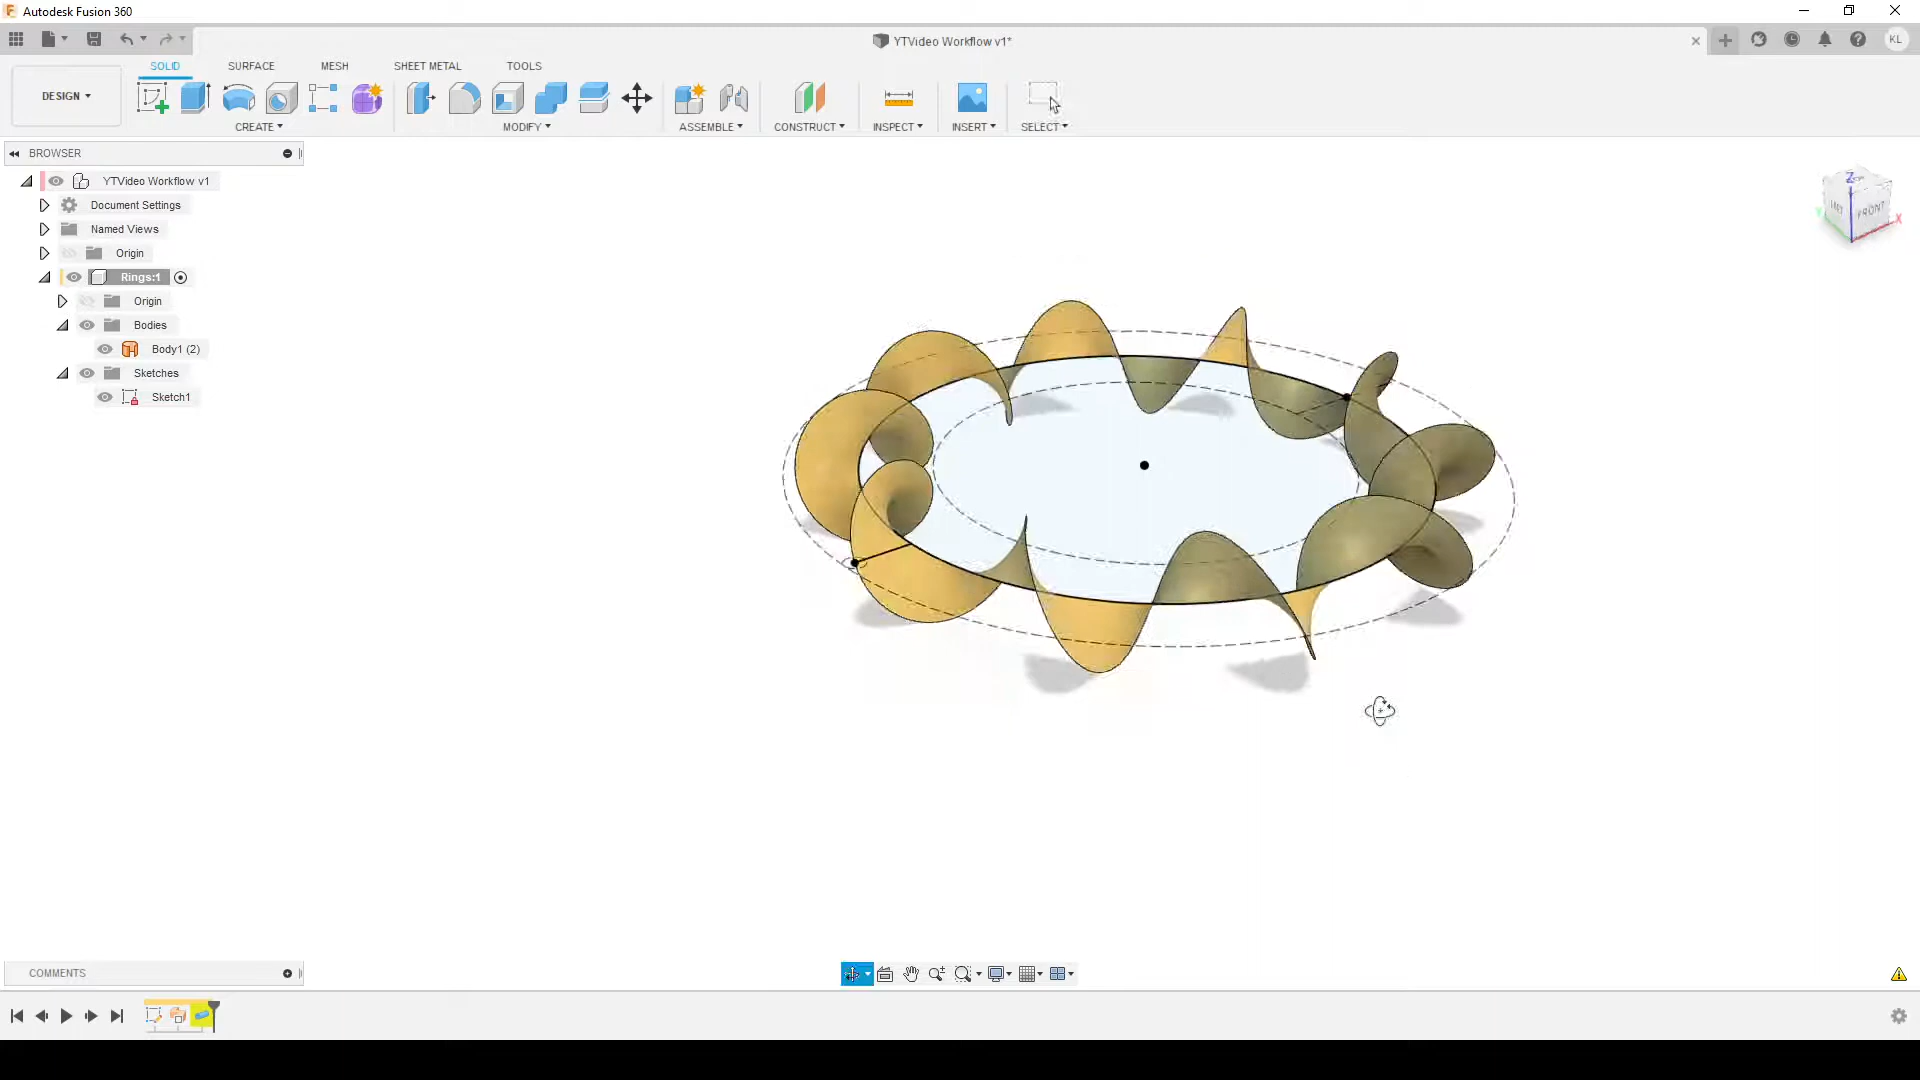 Autodesk Fusion 360
YTVideo Workflow v1*
KL
DESIGN
SOLID
SURFACE
MESH
SHEET METAL
TOOLS
CREATE
MODIFY
ASSEMBLE
CONSTRUCT
INSPECT
INSERT
SELECT
BROWSER
YTVideo Workflow v1
Document Settings
Named Views
Origin
Rings:1
Origin
Bodies
Body1 (2)
Sketches
Sketch1
Z
LEFT
FRONT
X
COMMENTS